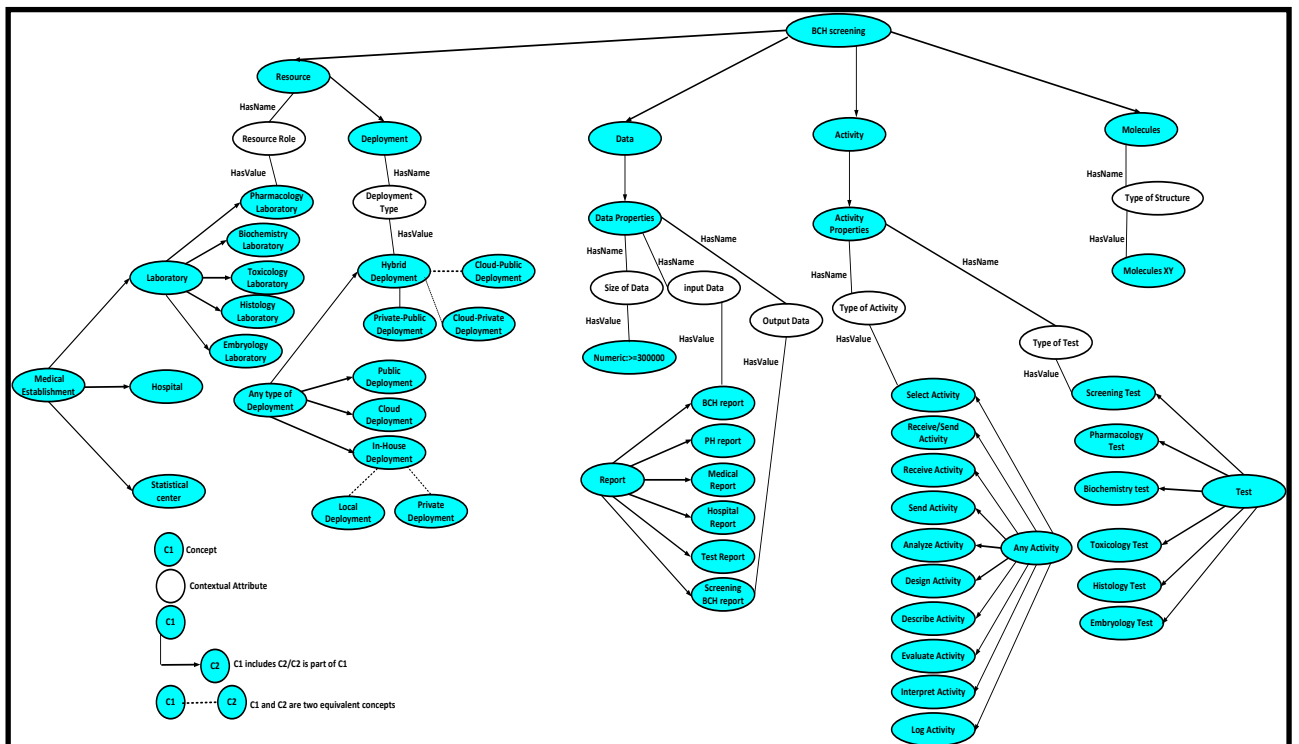 BCH screening
Resource
HasName
HasName
Resource Role
Deployment
Data
Activity
Molecules
HasValue
HasName
HasName
Pharmacology
Laboratory
Deployment
Type
Type of Structure
Biochemistry
Laboratory
HasValue
Data Properties
Activity
Properties
HasValue
Laboratory
Toxicology
Laboratory
Hybrid
Deployment
Cloud-Public
Deployment
HasName
HasName
HasName
HasName
HasName
Molecules XY
Histology
Laboratory
Size of Data
input Data
Type of Activity
Private-Public
Deployment
Cloud-Private
Deployment
HasValue
Output Data
HasValue
HasValue
HasValue
Embryology
Laboratory
Numeric:>=300000
Type of Test
HasValue
Medical
Establishment
Hospital
Public
Deployment
Any type of
Deployment
Cloud
Deployment
In-House
Deployment
BCH report
Select Activity
Screening Test
PH report
Receive/Send
Activity
Pharmacology
Test
Statistical
center
Local
Deployment
Private
Deployment
Report
Medical
Report
Receive Activity
Biochemistry test
Test
Hospital
Report
Send Activity
Test Report
Analyze Activity
Any Activity
Toxicology Test
Screening
BCH report
Design Activity
Histology Test
Describe Activity
Embryology Test
Evaluate Activity
Interpret Activity
Log Activity
C1
Concept
Contextual Attribute
C1
C2
C1 includes C2/C2 is part of C1
C1
C2
C1 and C2 are two equivalent concepts